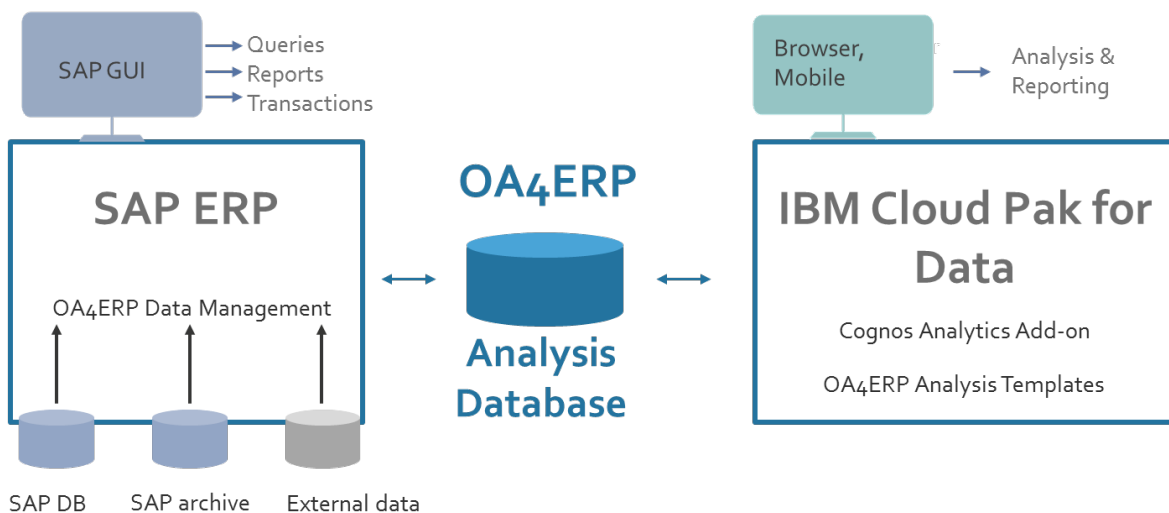 SAP GUI
Queries
Reports
Transactions
SAP ERP
OA4ERP Data Management
SAP DB
SAP archive
External data
OA4ERP
Analysis
Database
Browser,
Mobile
Analysis &
Reporting
IBM Cloud Pak for
Data
Cognos Analytics Add-on
OA4ERP Analysis Templates